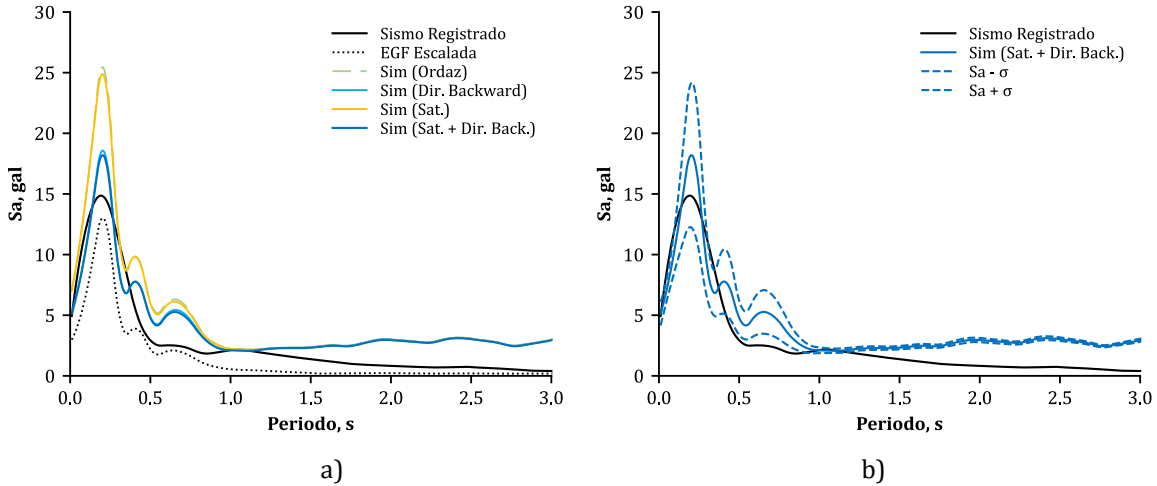 30
25
20
15
10
5
0
Sa, gal
0.0 0.5 1.0 1.5 2.0 2.5 3.0
Periodo, s
Sismo Registrado
EGF Escalada
Sim (Ordaz)
Sim (Dir. Backward)
Sim (Sat.)
Sim (Sat. + Dir. Back.)
a)
30
25
20
15
10
5
0
Sa, gal
0.0 0.5 1.0 1.5 2.0 2.5 3.0
Periodo, s
Sismo Registrado
Sim (Sat. + Dir. Back.)
Sa - σ
Sa + σ
b)